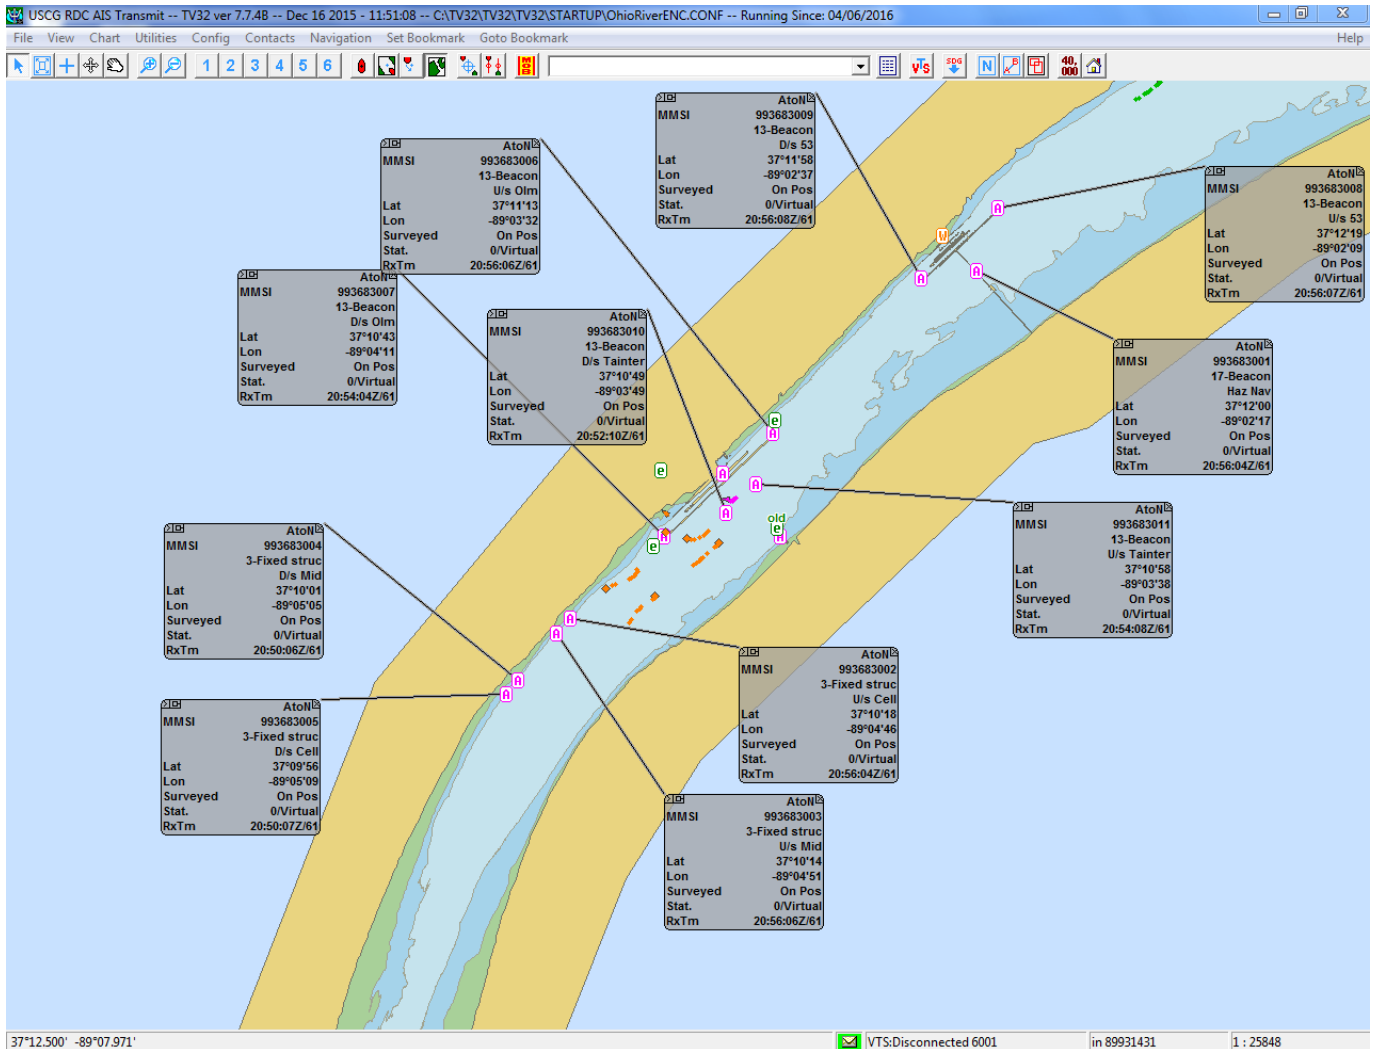 USCG RDC AIS Transmit -- TV32 ver 7.7.4B -- Dec 16 2015 - 11:51:08 -- C:\TV32\TV32\TV32\STARTUP\OhioRiverENC.CONF -- Running Since: 04/06/2016
File View Chart Utilities Config Contacts Navigation Set Bookmark Goto Bookmark Help
1 2 3 4 5 6 MOB VTS SDG N B 40,000
AtoN
MMSI 993683009
13-Beacon
D/s 53
Lat 37°11'58
Lon -89°02'37
Surveyed On Pos
Stat. 0/Virtual
RxTm 20:56:08Z/61
AtoN
MMSI 993683006
13-Beacon
U/s Olm
Lat 37°11'13
Lon -89°03'32
Surveyed On Pos
Stat. 0/Virtual
RxTm 20:56:06Z/61
AtoN
MMSI 993683008
13-Beacon
U/s 53
Lat 37°12'19
Lon -89°02'09
Surveyed On Pos
Stat. 0/Virtual
RxTm 20:56:07Z/61
AtoN
MMSI 993683007
13-Beacon
D/s Olm
Lat 37°10'43
Lon -89°04'11
Surveyed On Pos
Stat. 0/Virtual
RxTm 20:54:04Z/61
AtoN
MMSI 993683010
13-Beacon
D/s Tainter
Lat 37°10'49
Lon -89°03'49
Surveyed On Pos
Stat. 0/Virtual
RxTm 20:52:10Z/61
AtoN
MMSI 993683001
17-Beacon
Haz Nav
Lat 37°12'00
Lon -89°02'17
Surveyed On Pos
Stat. 0/Virtual
RxTm 20:56:04Z/61
A
W
A
A
e
A
e
A
A
A
old
e
A
A
e
A
A
A
A
AtoN
MMSI 993683011
13-Beacon
U/s Tainter
Lat 37°10'58
Lon -89°03'38
Surveyed On Pos
Stat. 0/Virtual
RxTm 20:54:08Z/61
AtoN
MMSI 993683004
3-Fixed struc
D/s Mid
Lat 37°10'01
Lon -89°05'05
Surveyed On Pos
Stat. 0/Virtual
RxTm 20:50:06Z/61
AtoN
MMSI 993683002
3-Fixed struc
U/s Cell
Lat 37°10'18
Lon -89°04'46
Surveyed On Pos
Stat. 0/Virtual
RxTm 20:56:04Z/61
AtoN
MMSI 993683005
3-Fixed struc
D/s Cell
Lat 37°09'56
Lon -89°05'09
Surveyed On Pos
Stat. 0/Virtual
RxTm 20:50:07Z/61
AtoN
MMSI 993683003
3-Fixed struc
U/s Mid
Lat 37°10'14
Lon -89°04'51
Surveyed On Pos
Stat. 0/Virtual
RxTm 20:56:06Z/61
37°12.500' -89°07.971' VTS:Disconnected 6001 in 89931431 1 : 25848